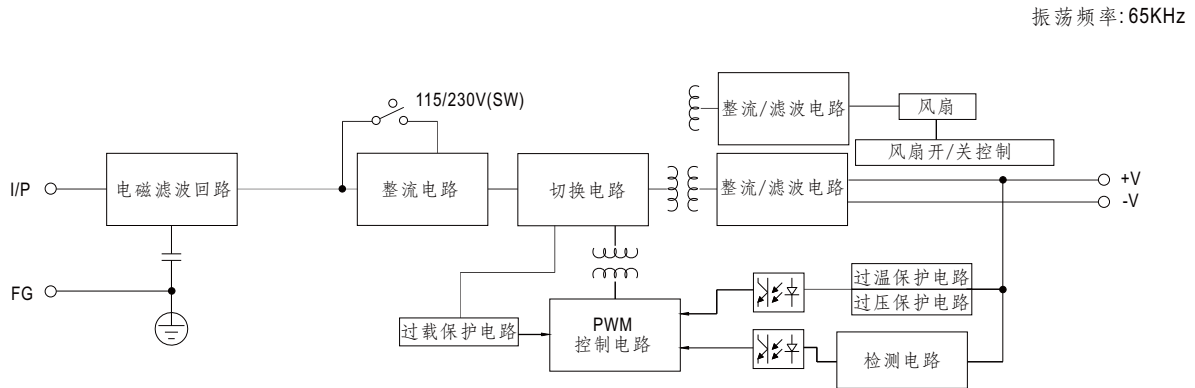 振荡频率: 65KHz
115/230V(SW)
整流/滤波电路
风扇
风扇开/关控制
I/P
电磁滤波回路
整流电路
切换电路
整流/滤波电路
+V
-V
FG
过温保护电路
过压保护电路
过载保护电路
PWM
控制电路
检测电路